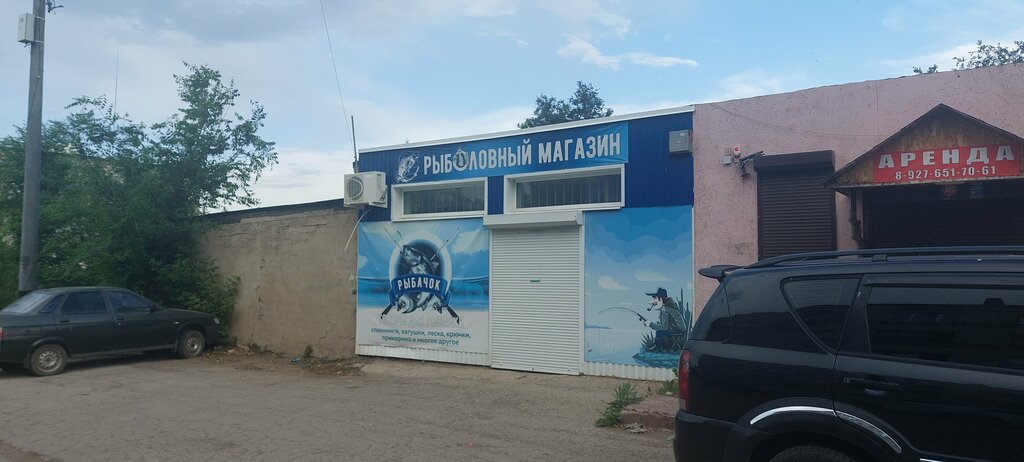 РЫБОЛОВНЫЙ МАГАЗИН
РЫБАЧОК
спиннинги, катушки, леска, крючки,
прикормка и многое другое
АРЕНДА
8-927-651-70-61